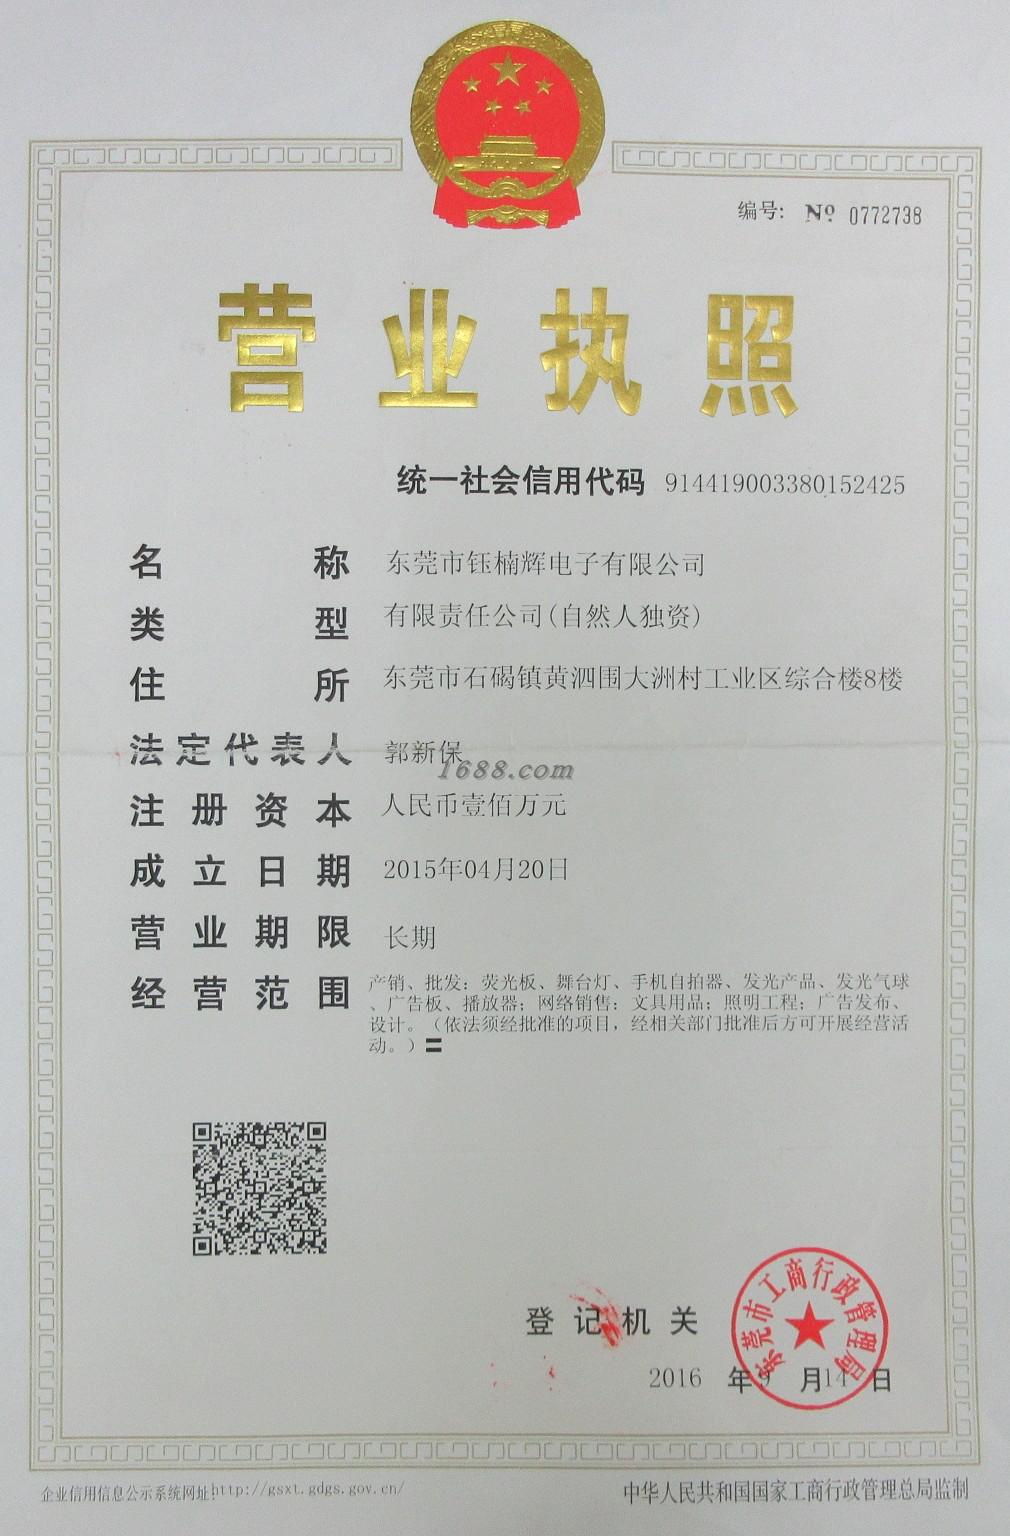 编号: № 0772738
营业执照
统一社会信用代码 914419003380152425
名称 东莞市钰楠辉电子有限公司
类型 有限责任公司(自然人独资)
住所 东莞市石碣镇黄泗围大洲村工业区综合楼8楼
法定代表人 郭新保
1688.com
注册资本 人民币壹佰万元
成立日期 2015年04月20日
营业期限 长期
经营范围 产销、批发：荧光板、舞台灯、手机自拍器、发光产品、发光气球
、广告板、播放器；网络销售：文具用品；照明工程；广告发布、
设计。（依法须经批准的项目，经相关部门批准后方可开展经营活
动。）〓
东莞市工商行政管理局
登记机关
2016 年 9 月 14 日
企业信用信息公示系统网址:http://gsxt.gdgs.gov.cn/
中华人民共和国国家工商行政管理总局监制